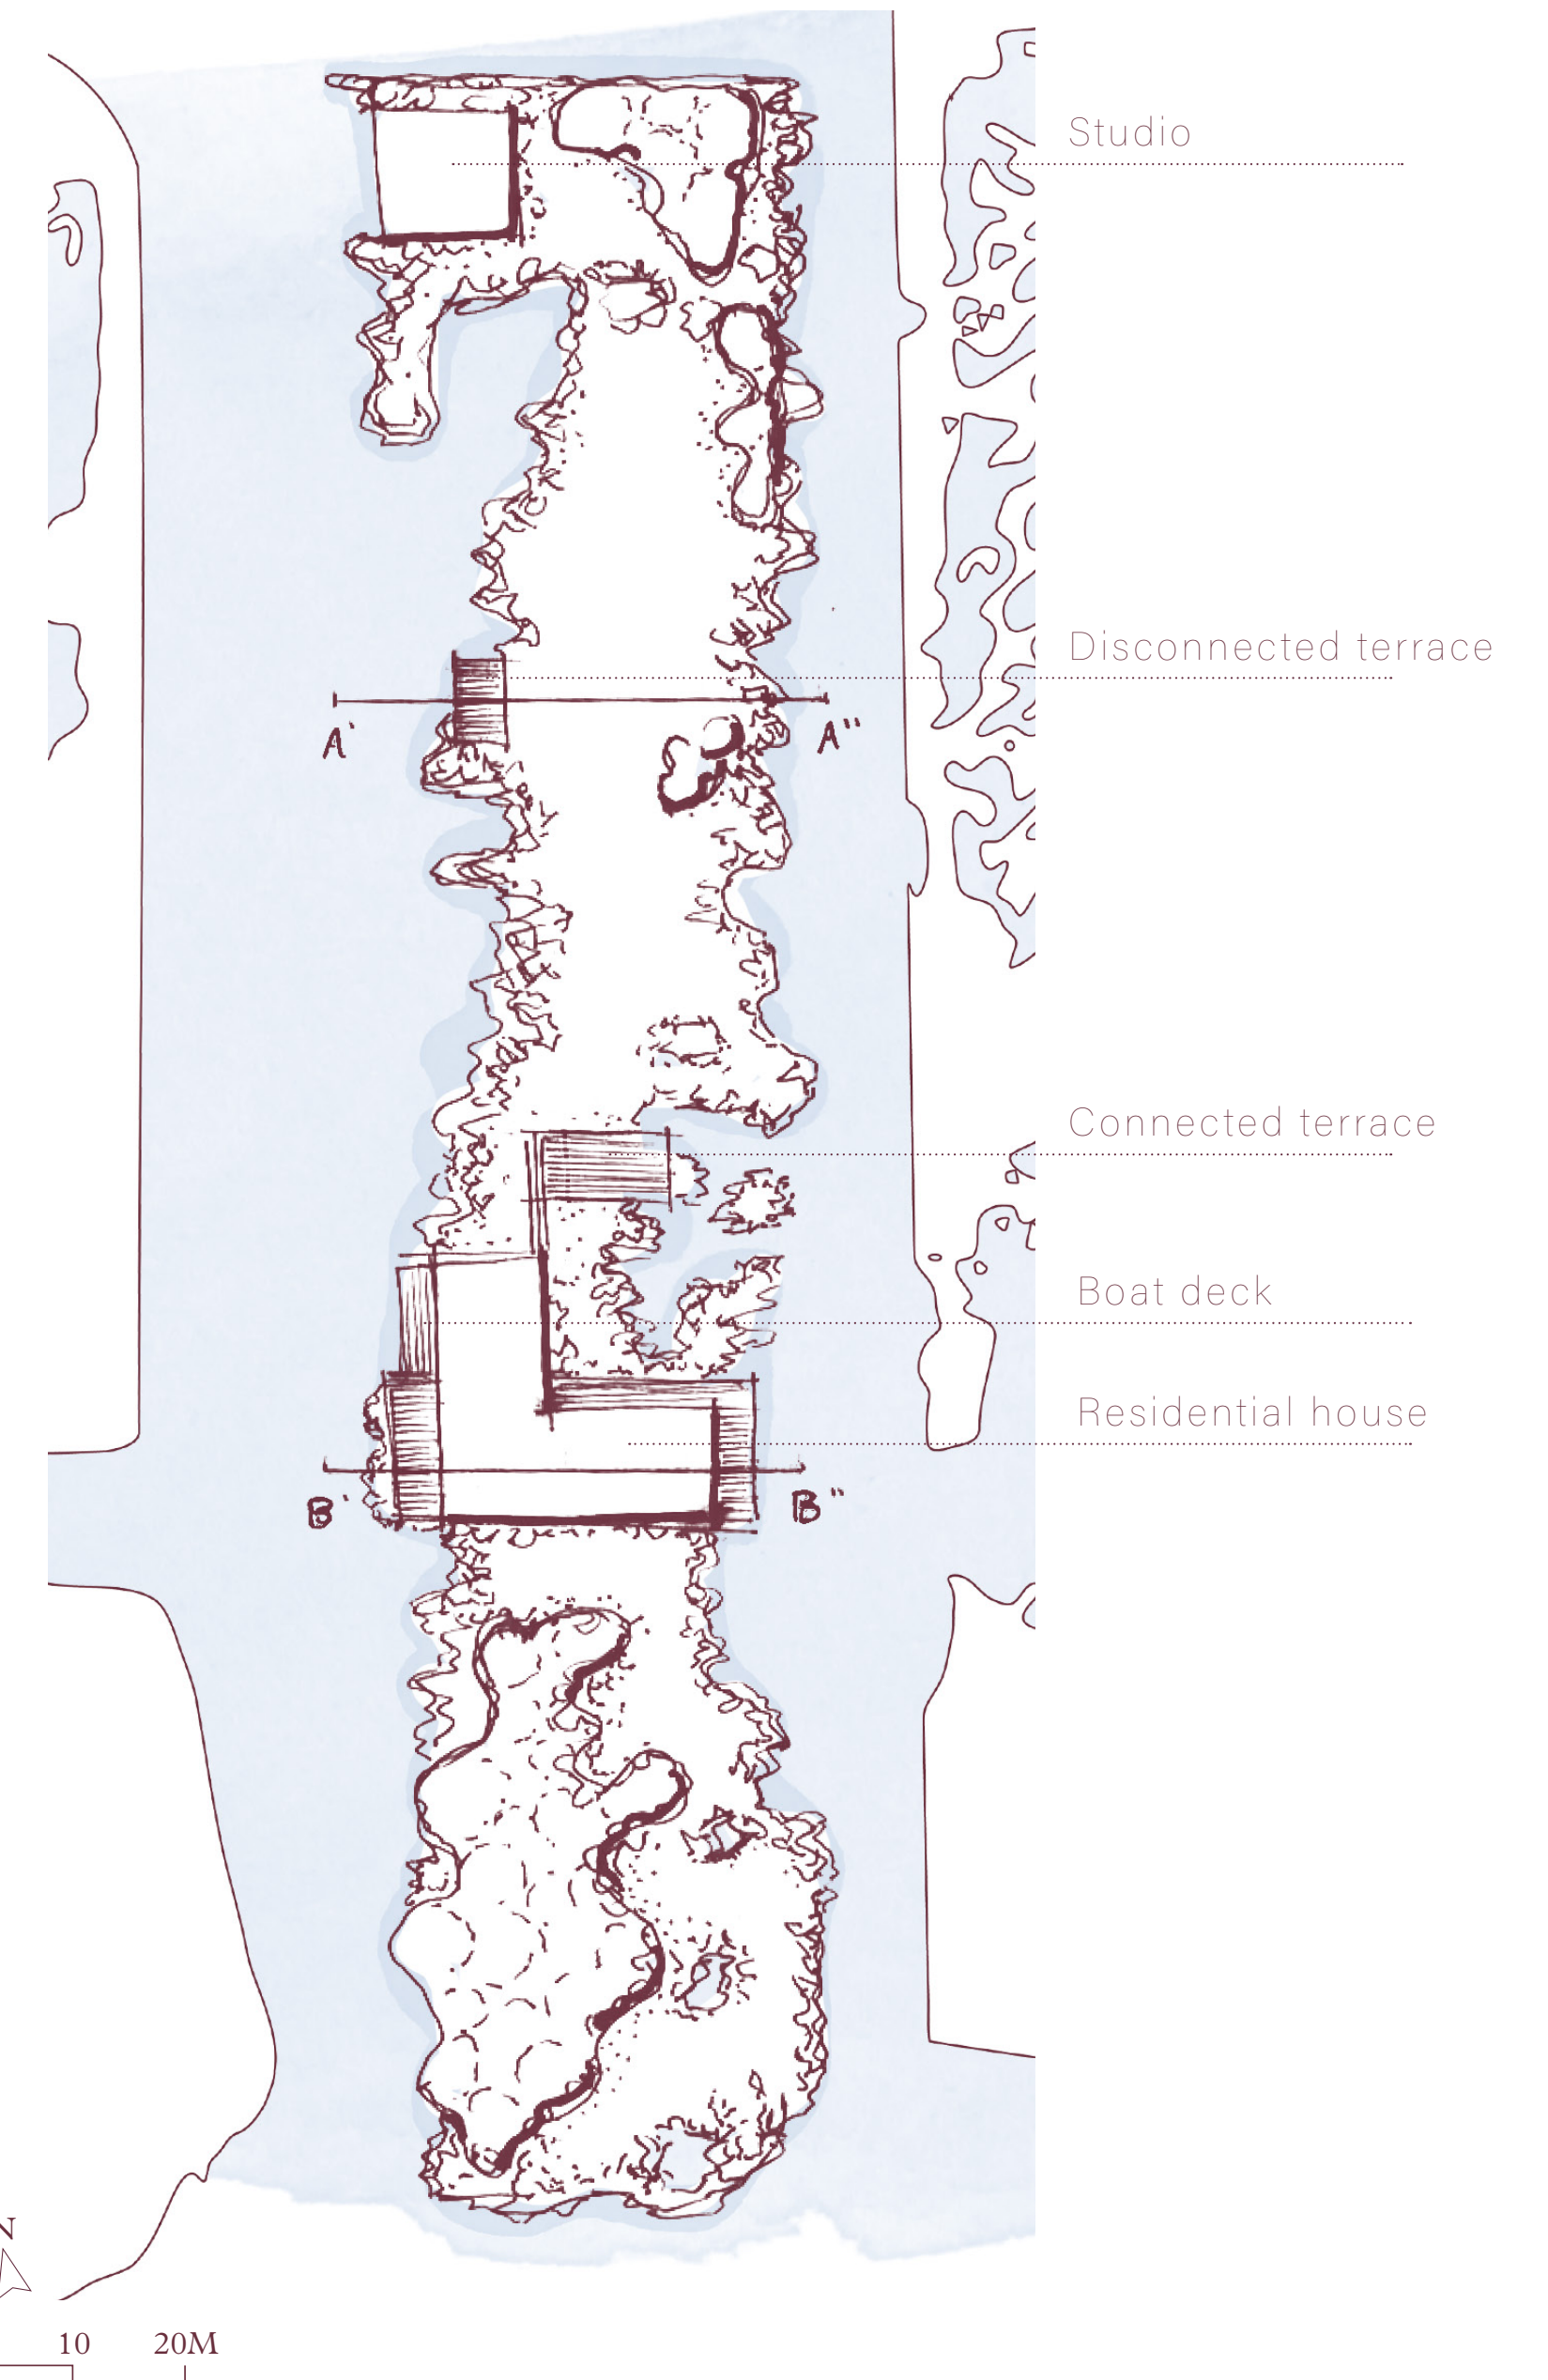 Studio
Disconnected terrace
A' A"
Connected terrace
Boat deck
Residential house
B' B"
N
10 20M